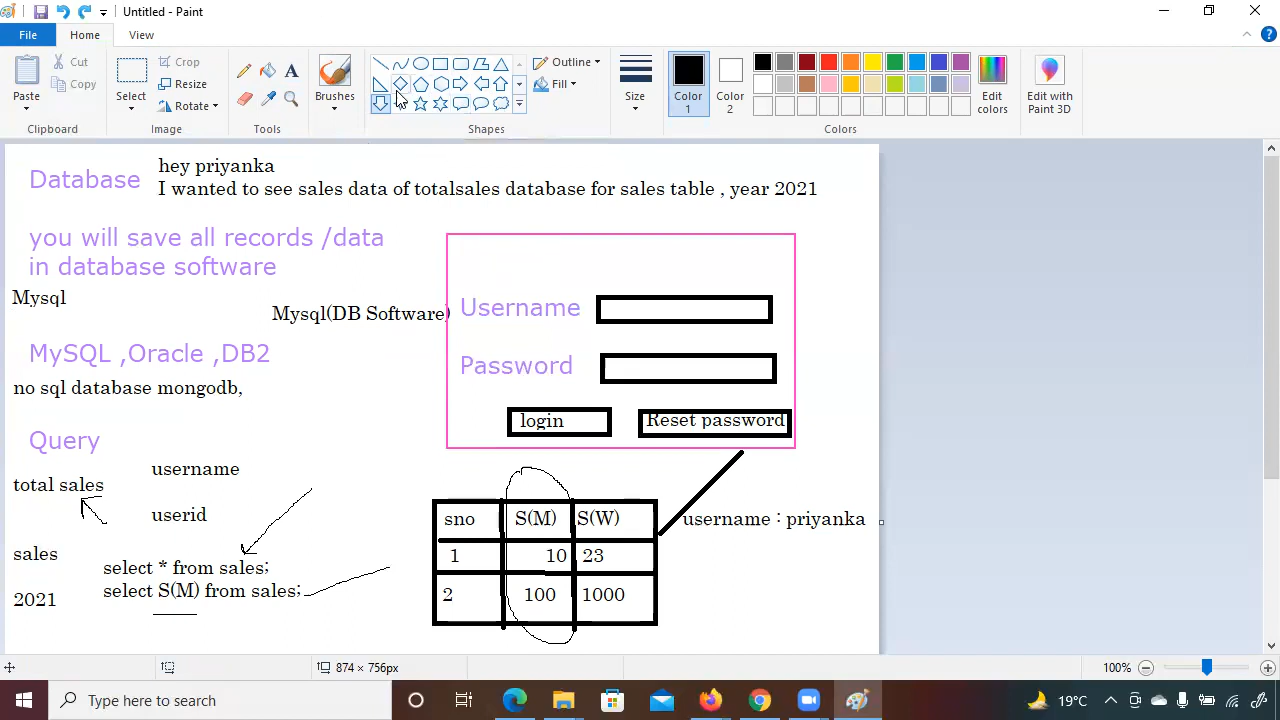 Untitled - Paint
File
Home
View
Paste
Cut
Copy
Clipboard
Select
Crop
Resize
Rotate
Image
A
Tools
Brushes
Shapes
Outline
Fill
Size
Color 1
Color 2
Edit colors
Colors
Edit with Paint 3D
Database
hey priyanka
I wanted to see sales data of totalsales database for sales table , year 2021
you will save all records /data
in database software
Mysql
Mysql(DB Software)
MySQL ,Oracle ,DB2
no sql database mongodb,
Query
total sales
username
userid
sales
select * from sales;
select S(M) from sales;
2021
Username
Password
login
Reset password
sno S(M) S(W)
1 10 23
2 100 1000
username : priyanka
874 × 756px
100%
Type here to search
19°C